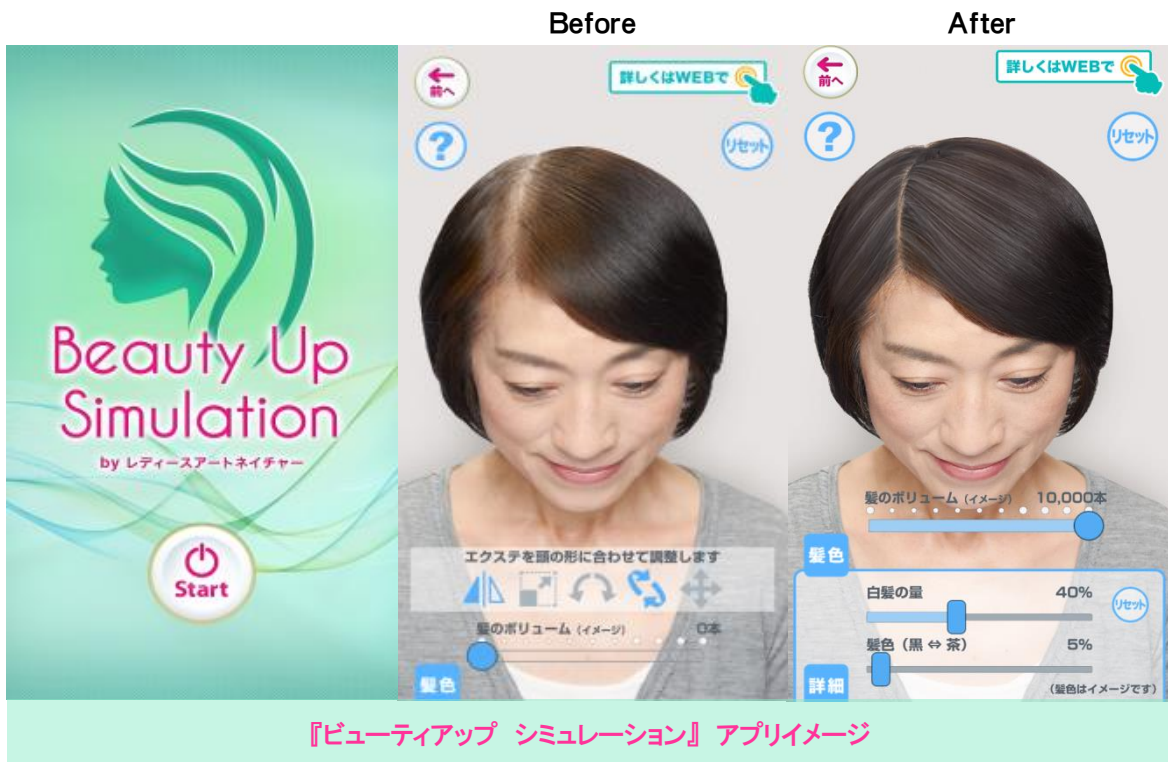 Before
After
Beauty Up
Simulation
by レディースアートネイチャー
Start
前へ
詳しくはWEBで
?
リセット
エクステを頭の形に合わせて調整します
髪のボリューム（イメージ） 0本
髪色
前へ
詳しくはWEBで
?
リセット
髪のボリューム（イメージ） 10,000本
髪色
白髪の量 40%
リセット
髪色（黒 ⇔ 茶） 5%
詳細
（髪色はイメージです）
『ビューティアップ シミュレーション』 アプリイメージ